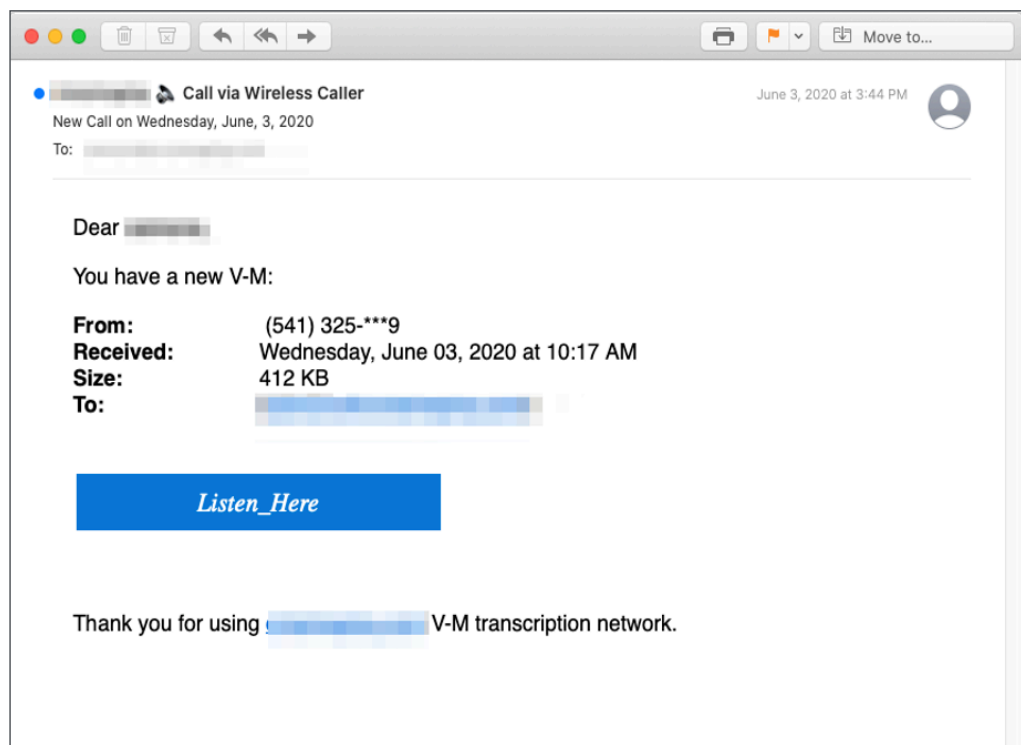 Move to...
Call via Wireless Caller
June 3, 2020 at 3:44 PM
New Call on Wednesday, June, 3, 2020
To:
Dear
You have a new V-M:
From: (541) 325-***9
Received: Wednesday, June 03, 2020 at 10:17 AM
Size: 412 KB
To:
Listen_Here
Thank you for using V-M transcription network.